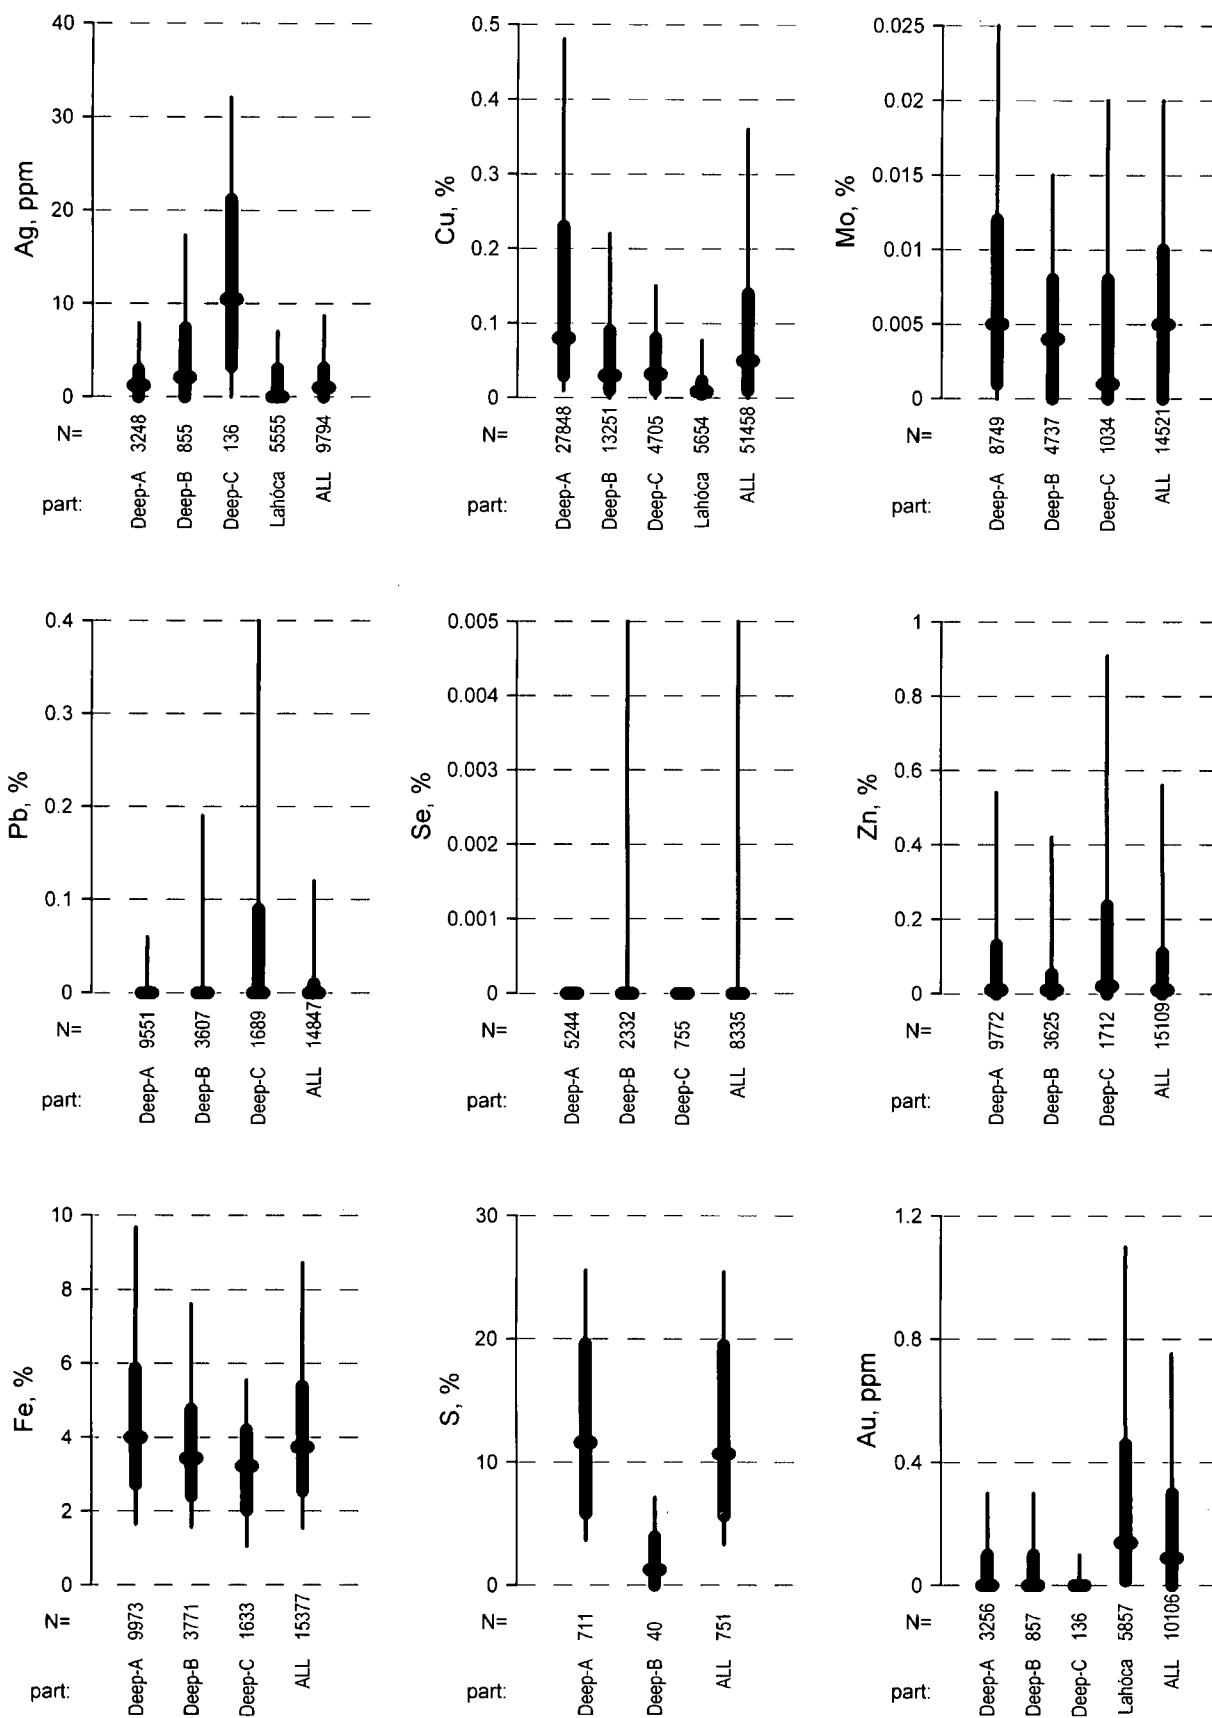 Ag, ppm
40
30
20
10
0
N= 3248 855 136 5555 9794
part: Deep-A Deep-B Deep-C Lahóca ALL
Cu, %
0.5
0.4
0.3
0.2
0.1
0
N= 27848 13251 4705 5654 51458
part: Deep-A Deep-B Deep-C Lahóca ALL
Mo, %
0.025
0.02
0.015
0.01
0.005
0
N= 8749 4737 1034 14521
part: Deep-A Deep-B Deep-C ALL
Pb, %
0.4
0.3
0.2
0.1
0
N= 9551 3607 1689 14847
part: Deep-A Deep-B Deep-C ALL
Se, %
0.005
0.004
0.003
0.002
0.001
0
N= 5244 2332 755 8335
part: Deep-A Deep-B Deep-C ALL
Zn, %
1
0.8
0.6
0.4
0.2
0
N= 9772 3625 1712 15109
part: Deep-A Deep-B Deep-C ALL
Fe, %
10
8
6
4
2
0
N= 9973 3771 1633 15377
part: Deep-A Deep-B Deep-C ALL
S, %
30
20
10
0
N= 711 40 751
part: Deep-A Deep-B ALL
Au, ppm
1.2
0.8
0.4
0
N= 3256 857 136 5857 10106
part: Deep-A Deep-B Deep-C Lahóca ALL